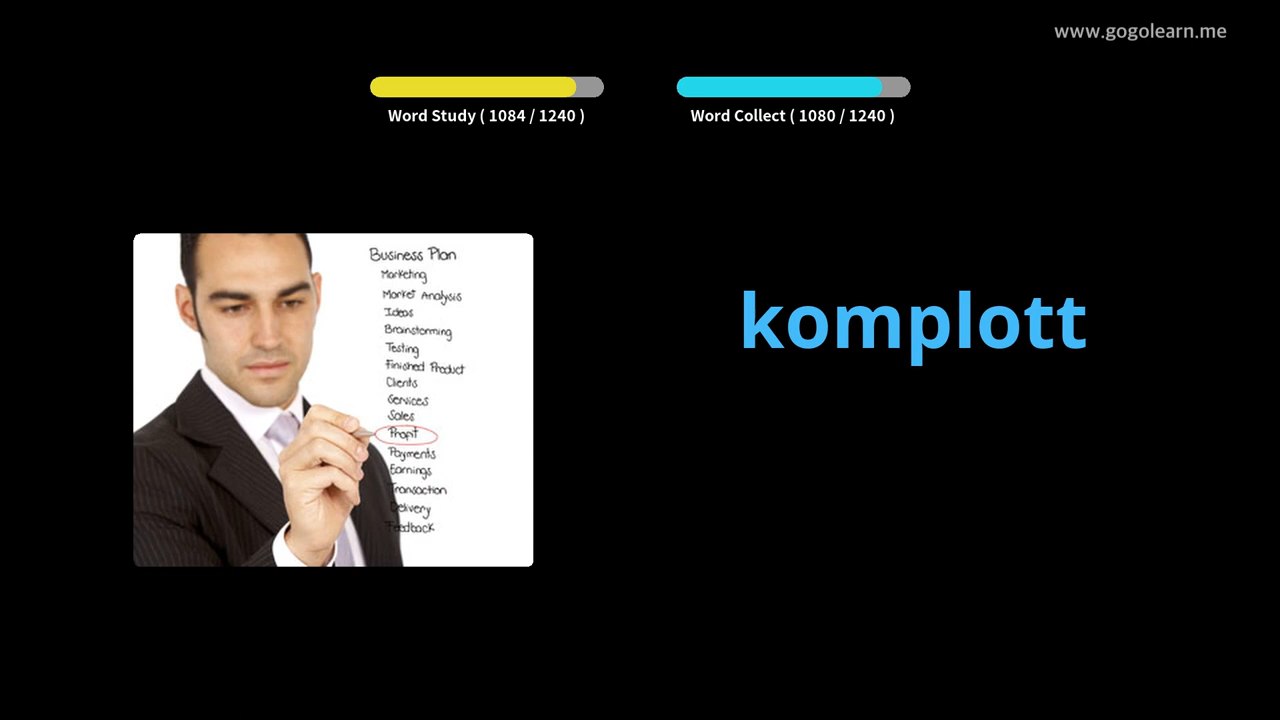 www.gogolearn.me
Word Study ( 1084 / 1240 )
Word Collect ( 1080 / 1240 )
Business Plan
Marketing
Market Analysis
Ideas
Brainstorming
Testing
Finished Product
Clients
Services
Sales
Profit
Payments
Earnings
Transaction
Delivery
Feedback
komplott